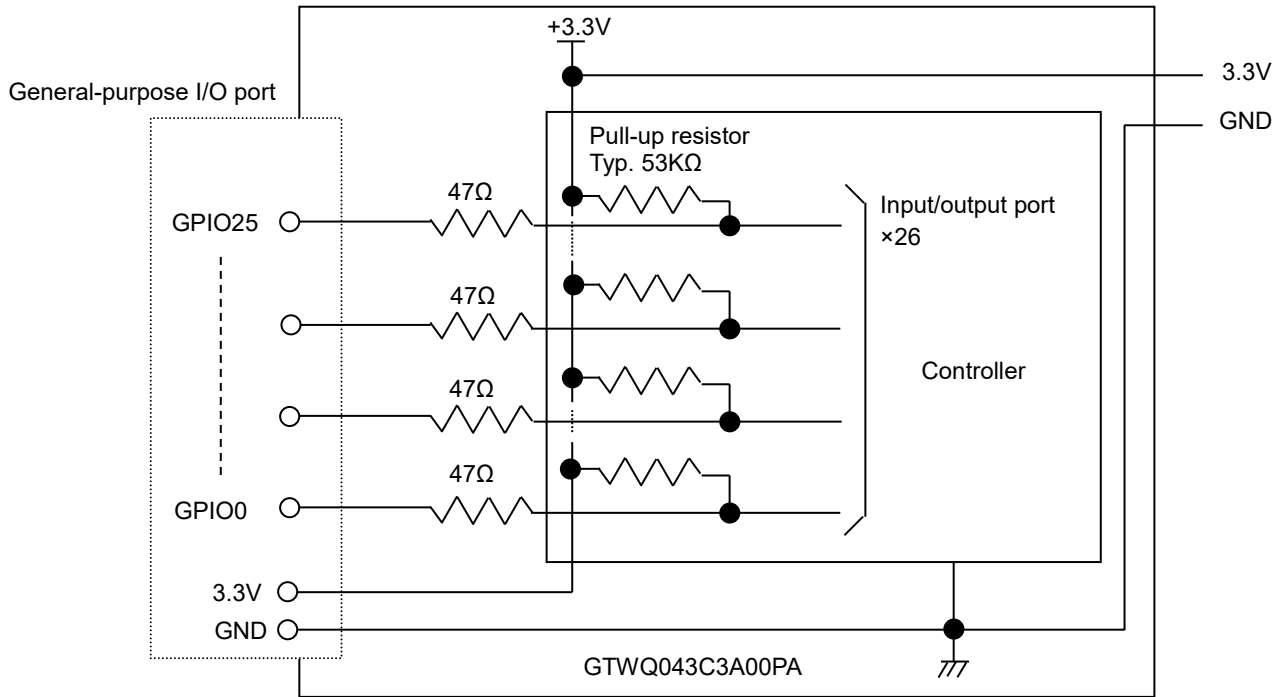 +3.3V
3.3V
General-purpose I/O port
GND
Pull-up resistor
Typ. 53KΩ
47Ω
GPIO25
Input/output port
×26
47Ω
47Ω
Controller
47Ω
GPIO0
3.3V
GND
GTWQ043C3A00PA